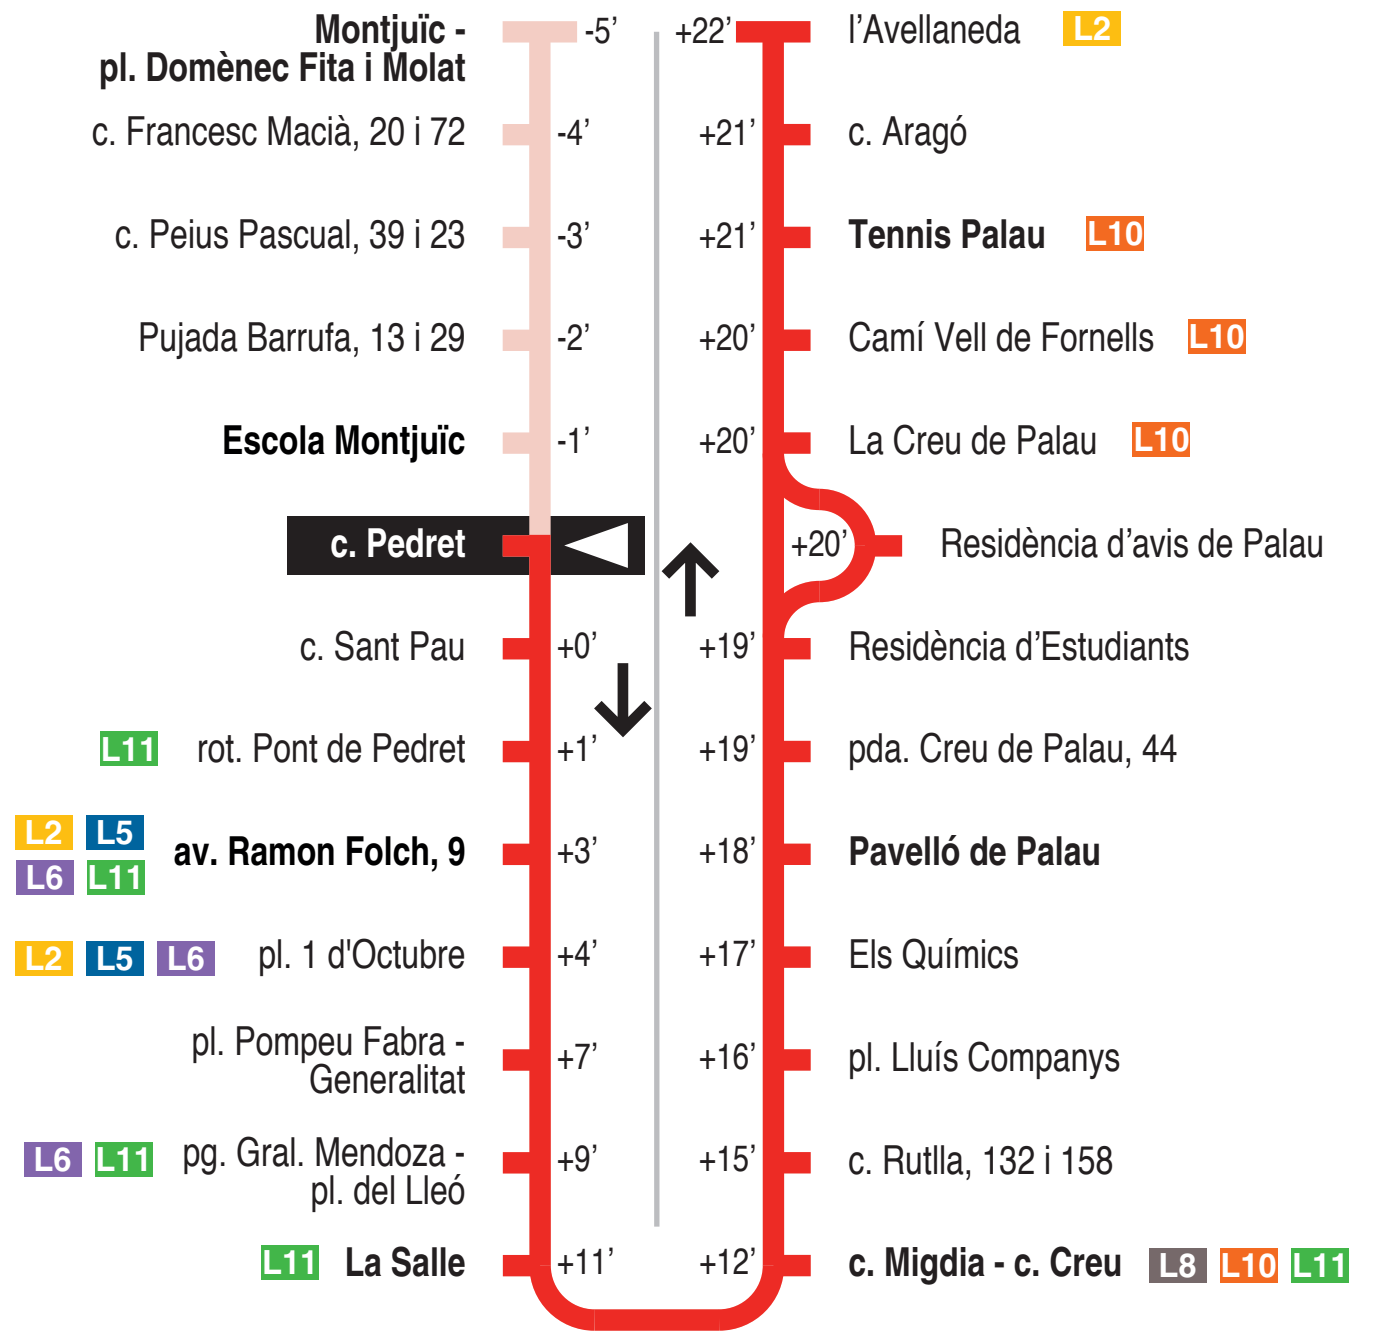 Montjuïc -
pl. Domènec Fita i Molat
-5’
c. Francesc Macià, 20 i 72
-4’
c. Peius Pascual, 39 i 23
-3’
Pujada Barrufa, 13 i 29
-2’
Escola Montjuïc
-1’
c. Pedret
c. Sant Pau
+0’
L11 rot. Pont de Pedret
+1’
L2 L5
L6 L11
av. Ramon Folch, 9
+3’
L2 L5 L6 pl. 1 d'Octubre
+4’
pl. Pompeu Fabra -
Generalitat
+7’
L6 L11 pg. Gral. Mendoza -
pl. del Lleó
+9’
L11 La Salle
+11’
+22’
l’Avellaneda L2
+21’
c. Aragó
+21’
Tennis Palau L10
+20’
Camí Vell de Fornells L10
+20’
La Creu de Palau L10
+20’
Residència d’avis de Palau
+19’
Residència d’Estudiants
+19’
pda. Creu de Palau, 44
+18’
Pavelló de Palau
+17’
Els Químics
+16’
pl. Lluís Companys
+15’
c. Rutlla, 132 i 158
+12’
c. Migdia - c. Creu L8 L10 L11